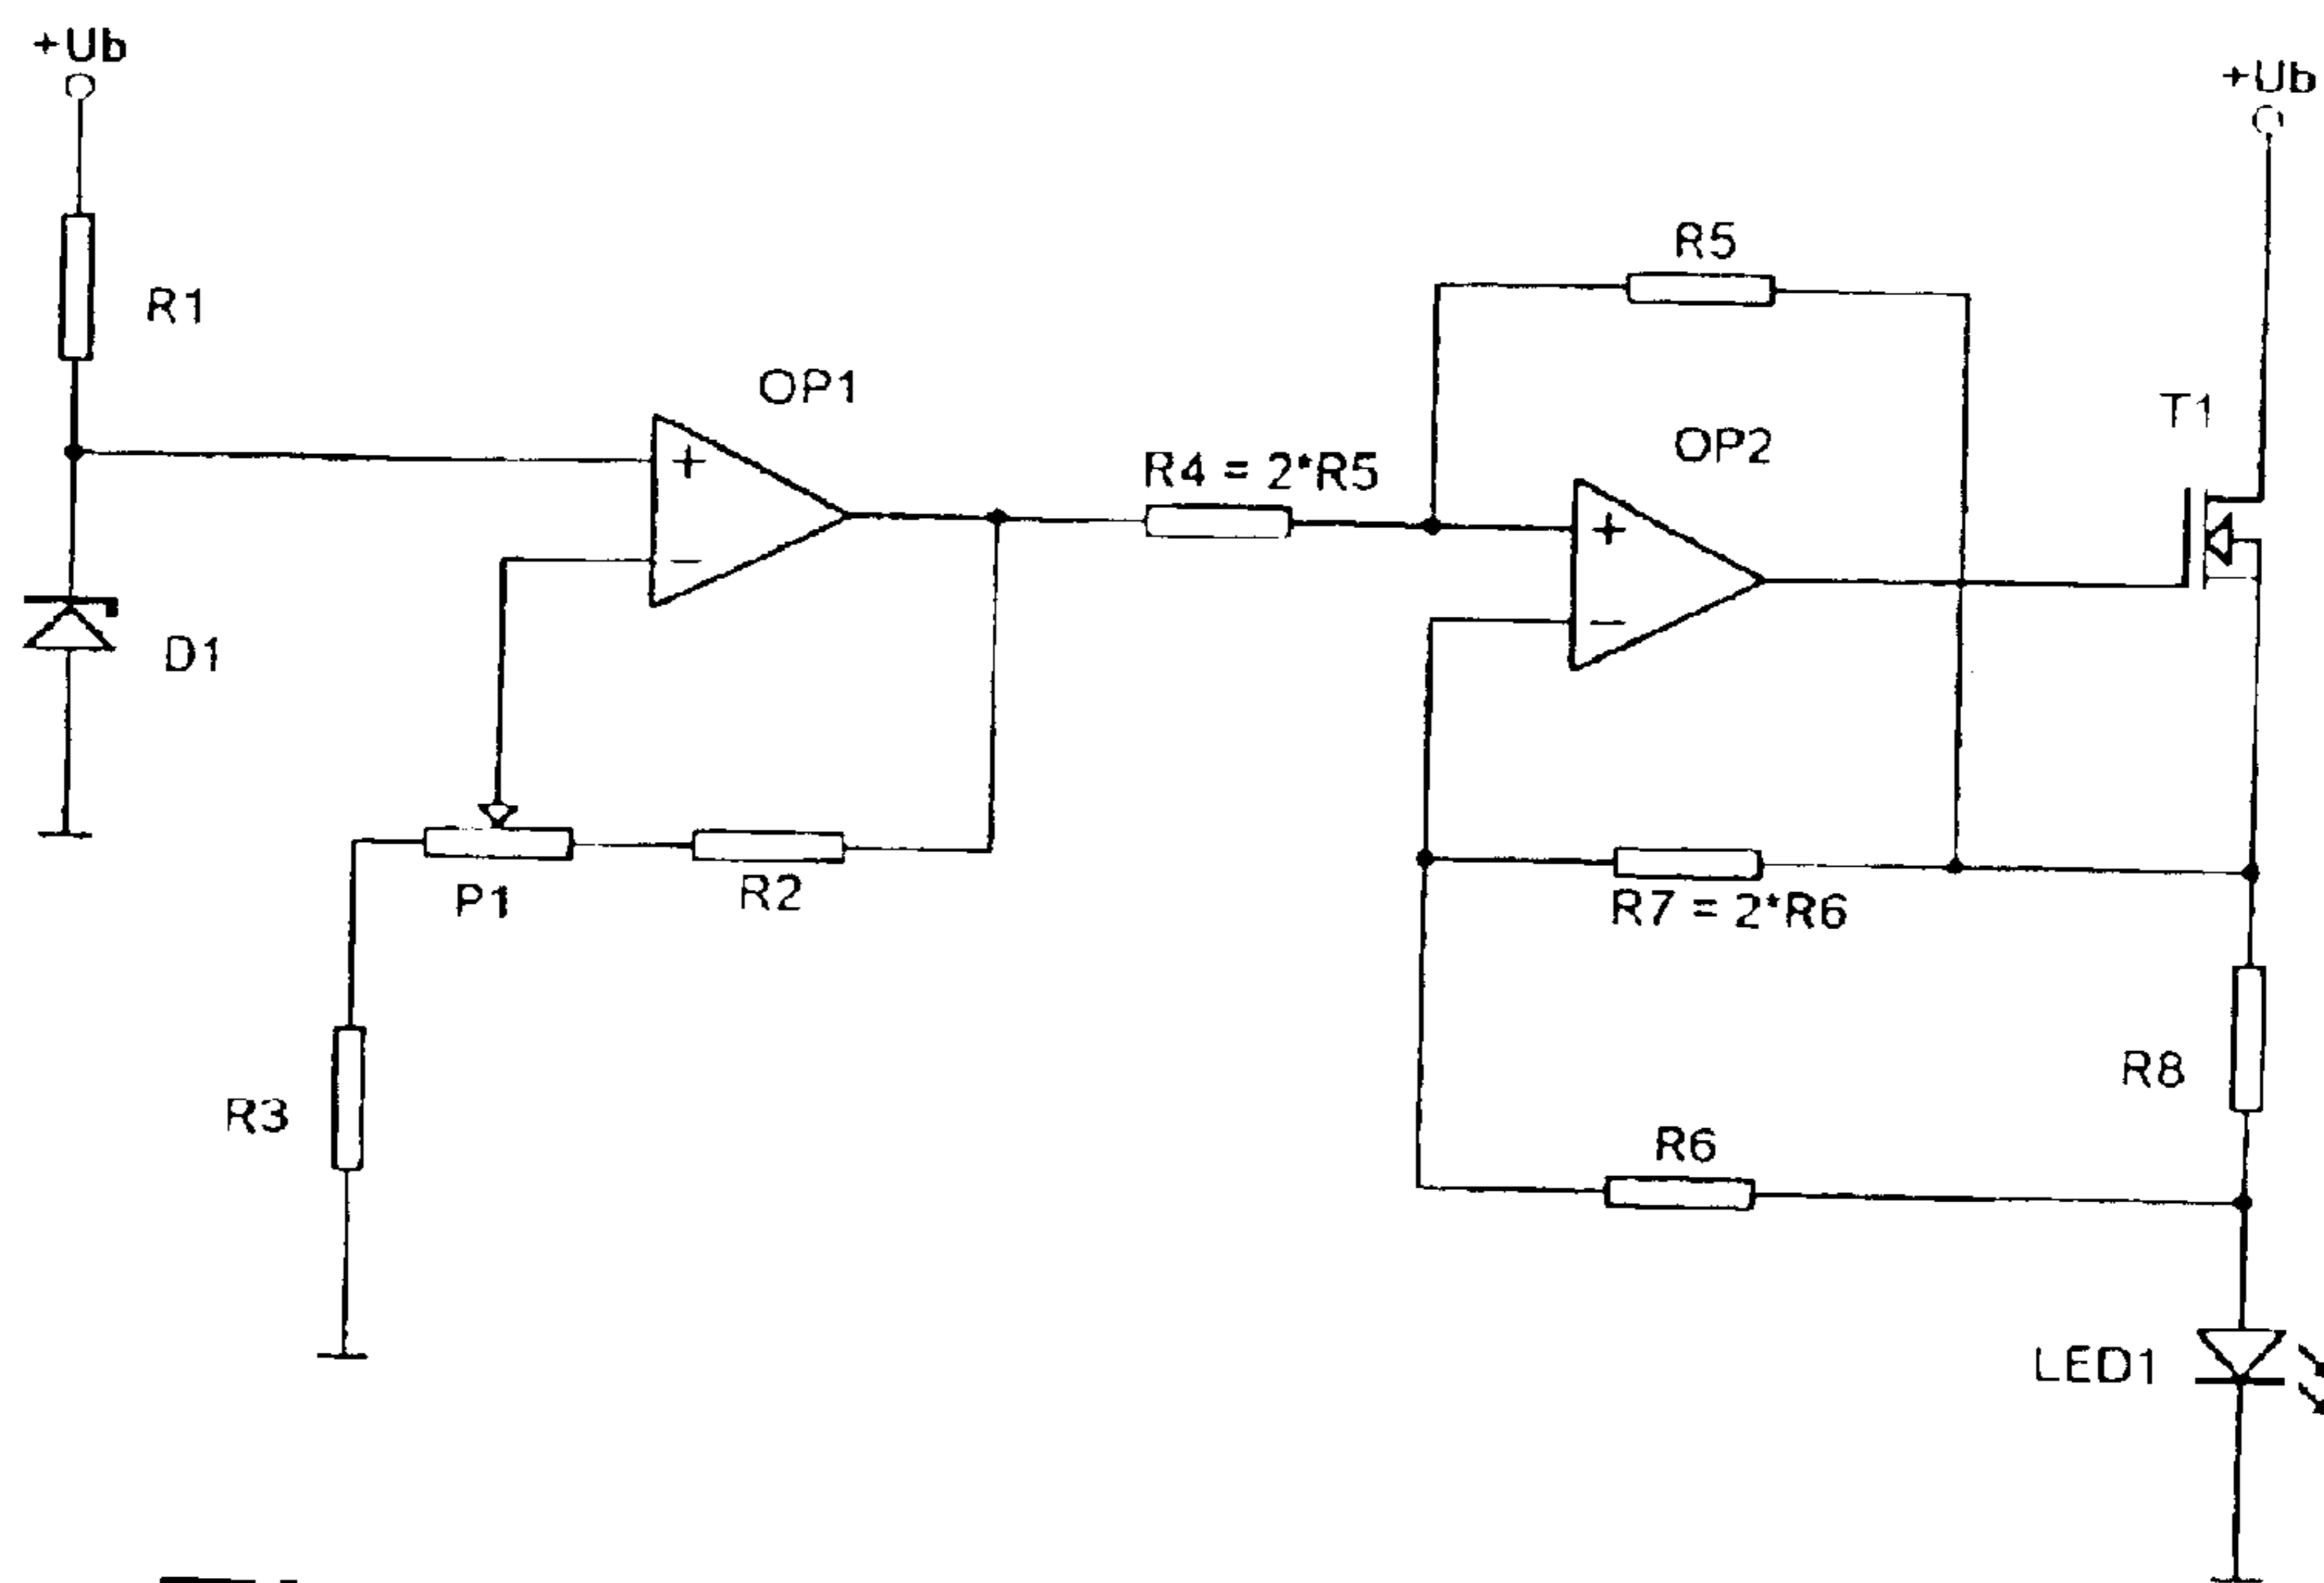 +Ub
+Ub
R1
R5
OP1
T1
OP2
R4 = 2*R5
+
+
−
−
D1
P1
R2
R7 = 2*R6
R8
R3
R6
LED1